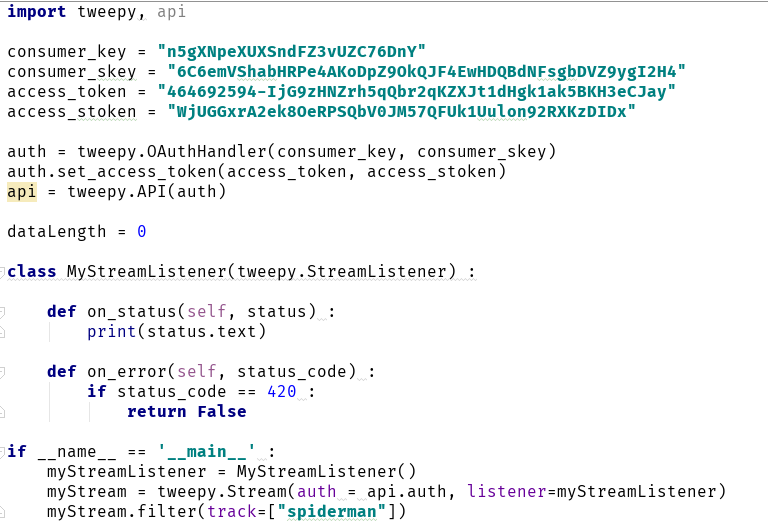 import tweepy, api
consumer_key = "n5gXNpeXUXSndFZ3vUZC76DnY"
consumer_skey = "6C6emVShabHRPe4AKoDpZ9OkQJF4EwHDQBdNFsgbDVZ9ygI2H4"
access_token = "464692594-IjG9zHNZrh5qQbr2qKZXJt1dHgk1ak5BKH3eCJay"
access_stoken = "WjUGGxrA2ek8OeRPSQbV0JM57QFUk1Uulon92RXKzDIDx"
auth = tweepy.OAuthHandler(consumer_key, consumer_skey)
auth.set_access_token(access_token, access_stoken)
api = tweepy.API(auth)
dataLength = 0
class MyStreamListener(tweepy.StreamListener) :
    def on_status(self, status) :
        print(status.text)
    def on_error(self, status_code) :
        if status_code == 420 :
            return False
if __name__ == '__main__' :
    myStreamListener = MyStreamListener()
    myStream = tweepy.Stream(auth = api.auth, listener=myStreamListener)
    myStream.filter(track=["spiderman"])